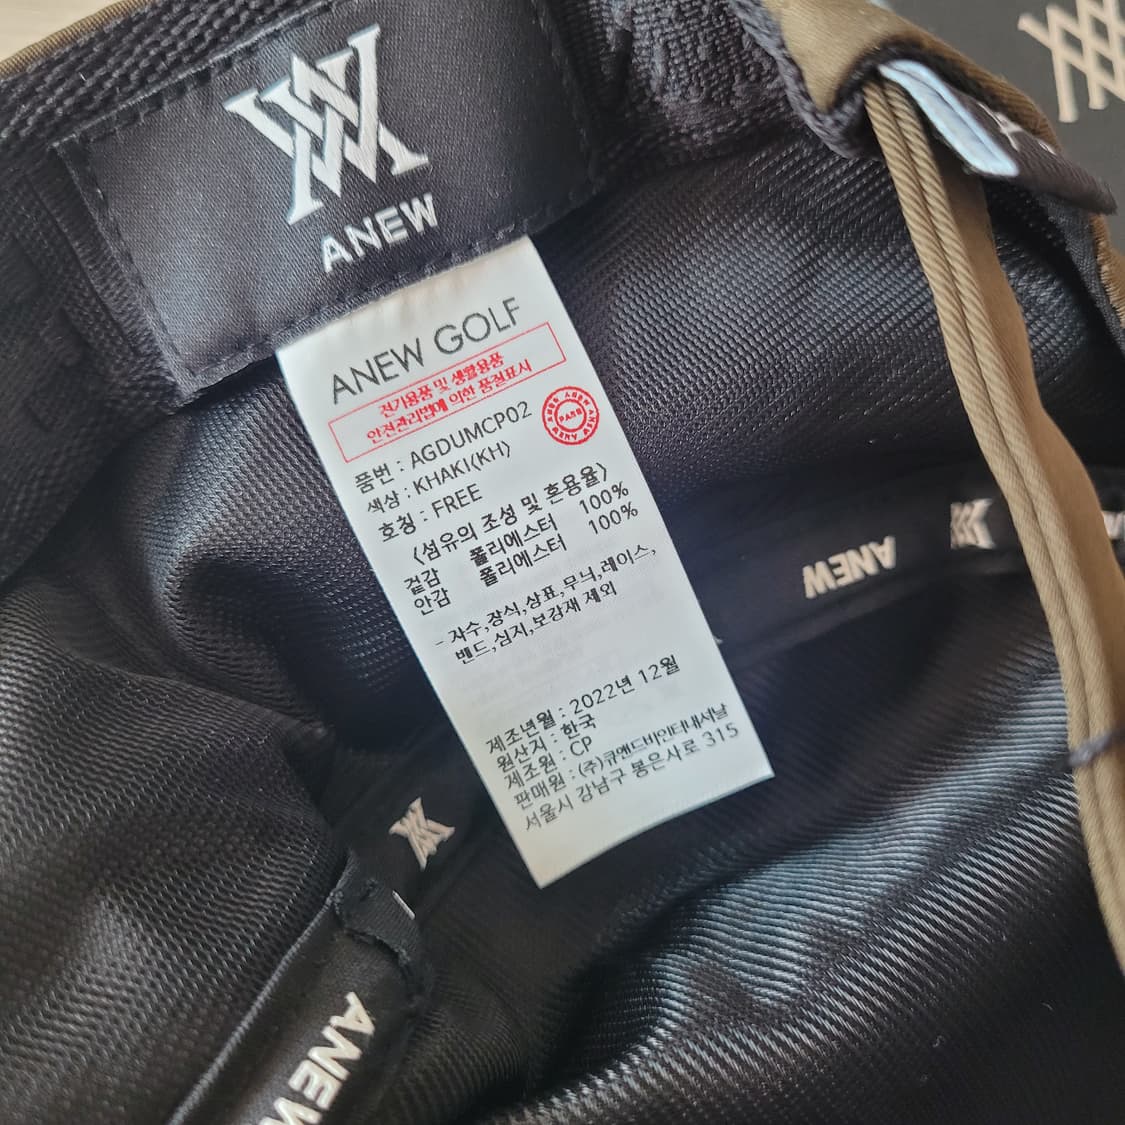 ANEW
ANEW GOLF
전기용품 및 생활용품
안전관리법에 의한 품질표시
품번 : AGDUMCP02
색상 : KHAKI(KH)
호칭 : FREE
〈섬유의 조성 및 혼용율〉
겉감 폴리에스터 100%
안감 폴리에스터 100%
- 자수,장식,상표,무늬,레이스,
밴드,심지,보강재 제외
제조년월 : 2022년 12월
원산지 : 한국
제조원 : CP
판매원 : (주)큐앤드비인터내셔날
서울시 강남구 봉은사로 315
ANEW
ANEW